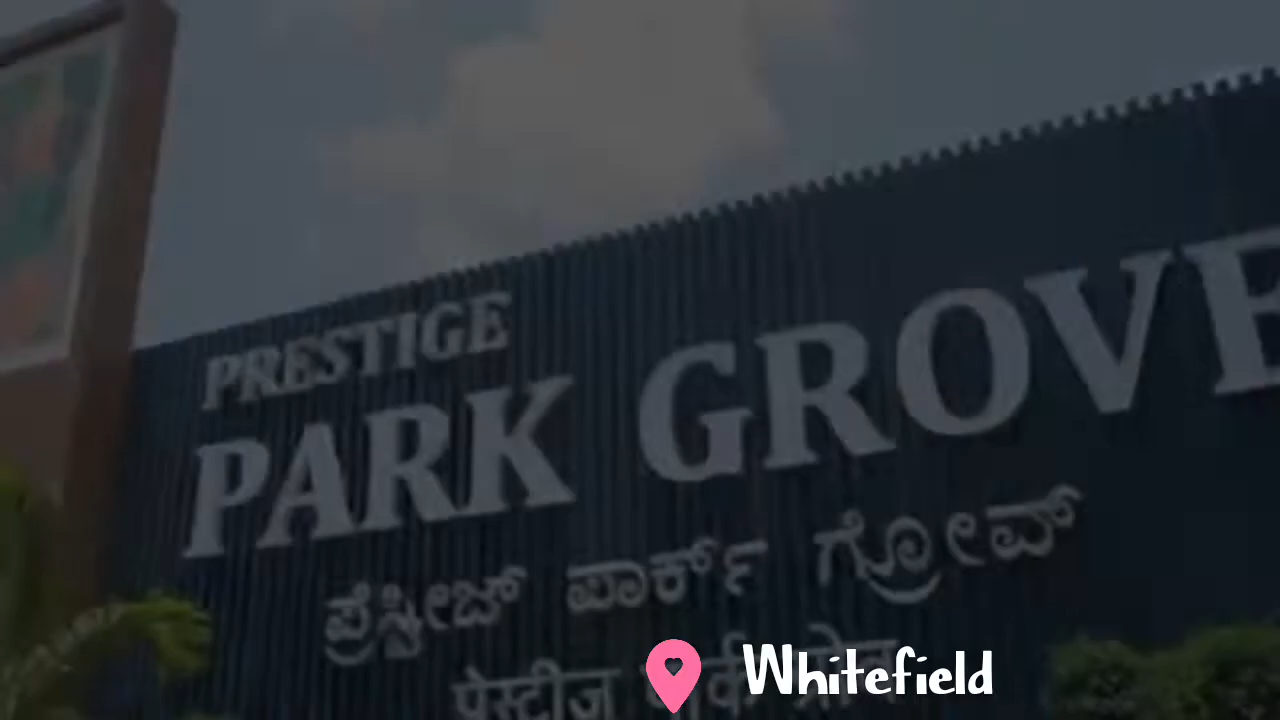 PRESTIGE
PARK GROVE
ಪ್ರೆಸ್ಟೀಜ್ ಪಾರ್ಕ್ ಗ್ರೋವ್
प्रेस्टीज पार्क ग्रोव
Whitefield